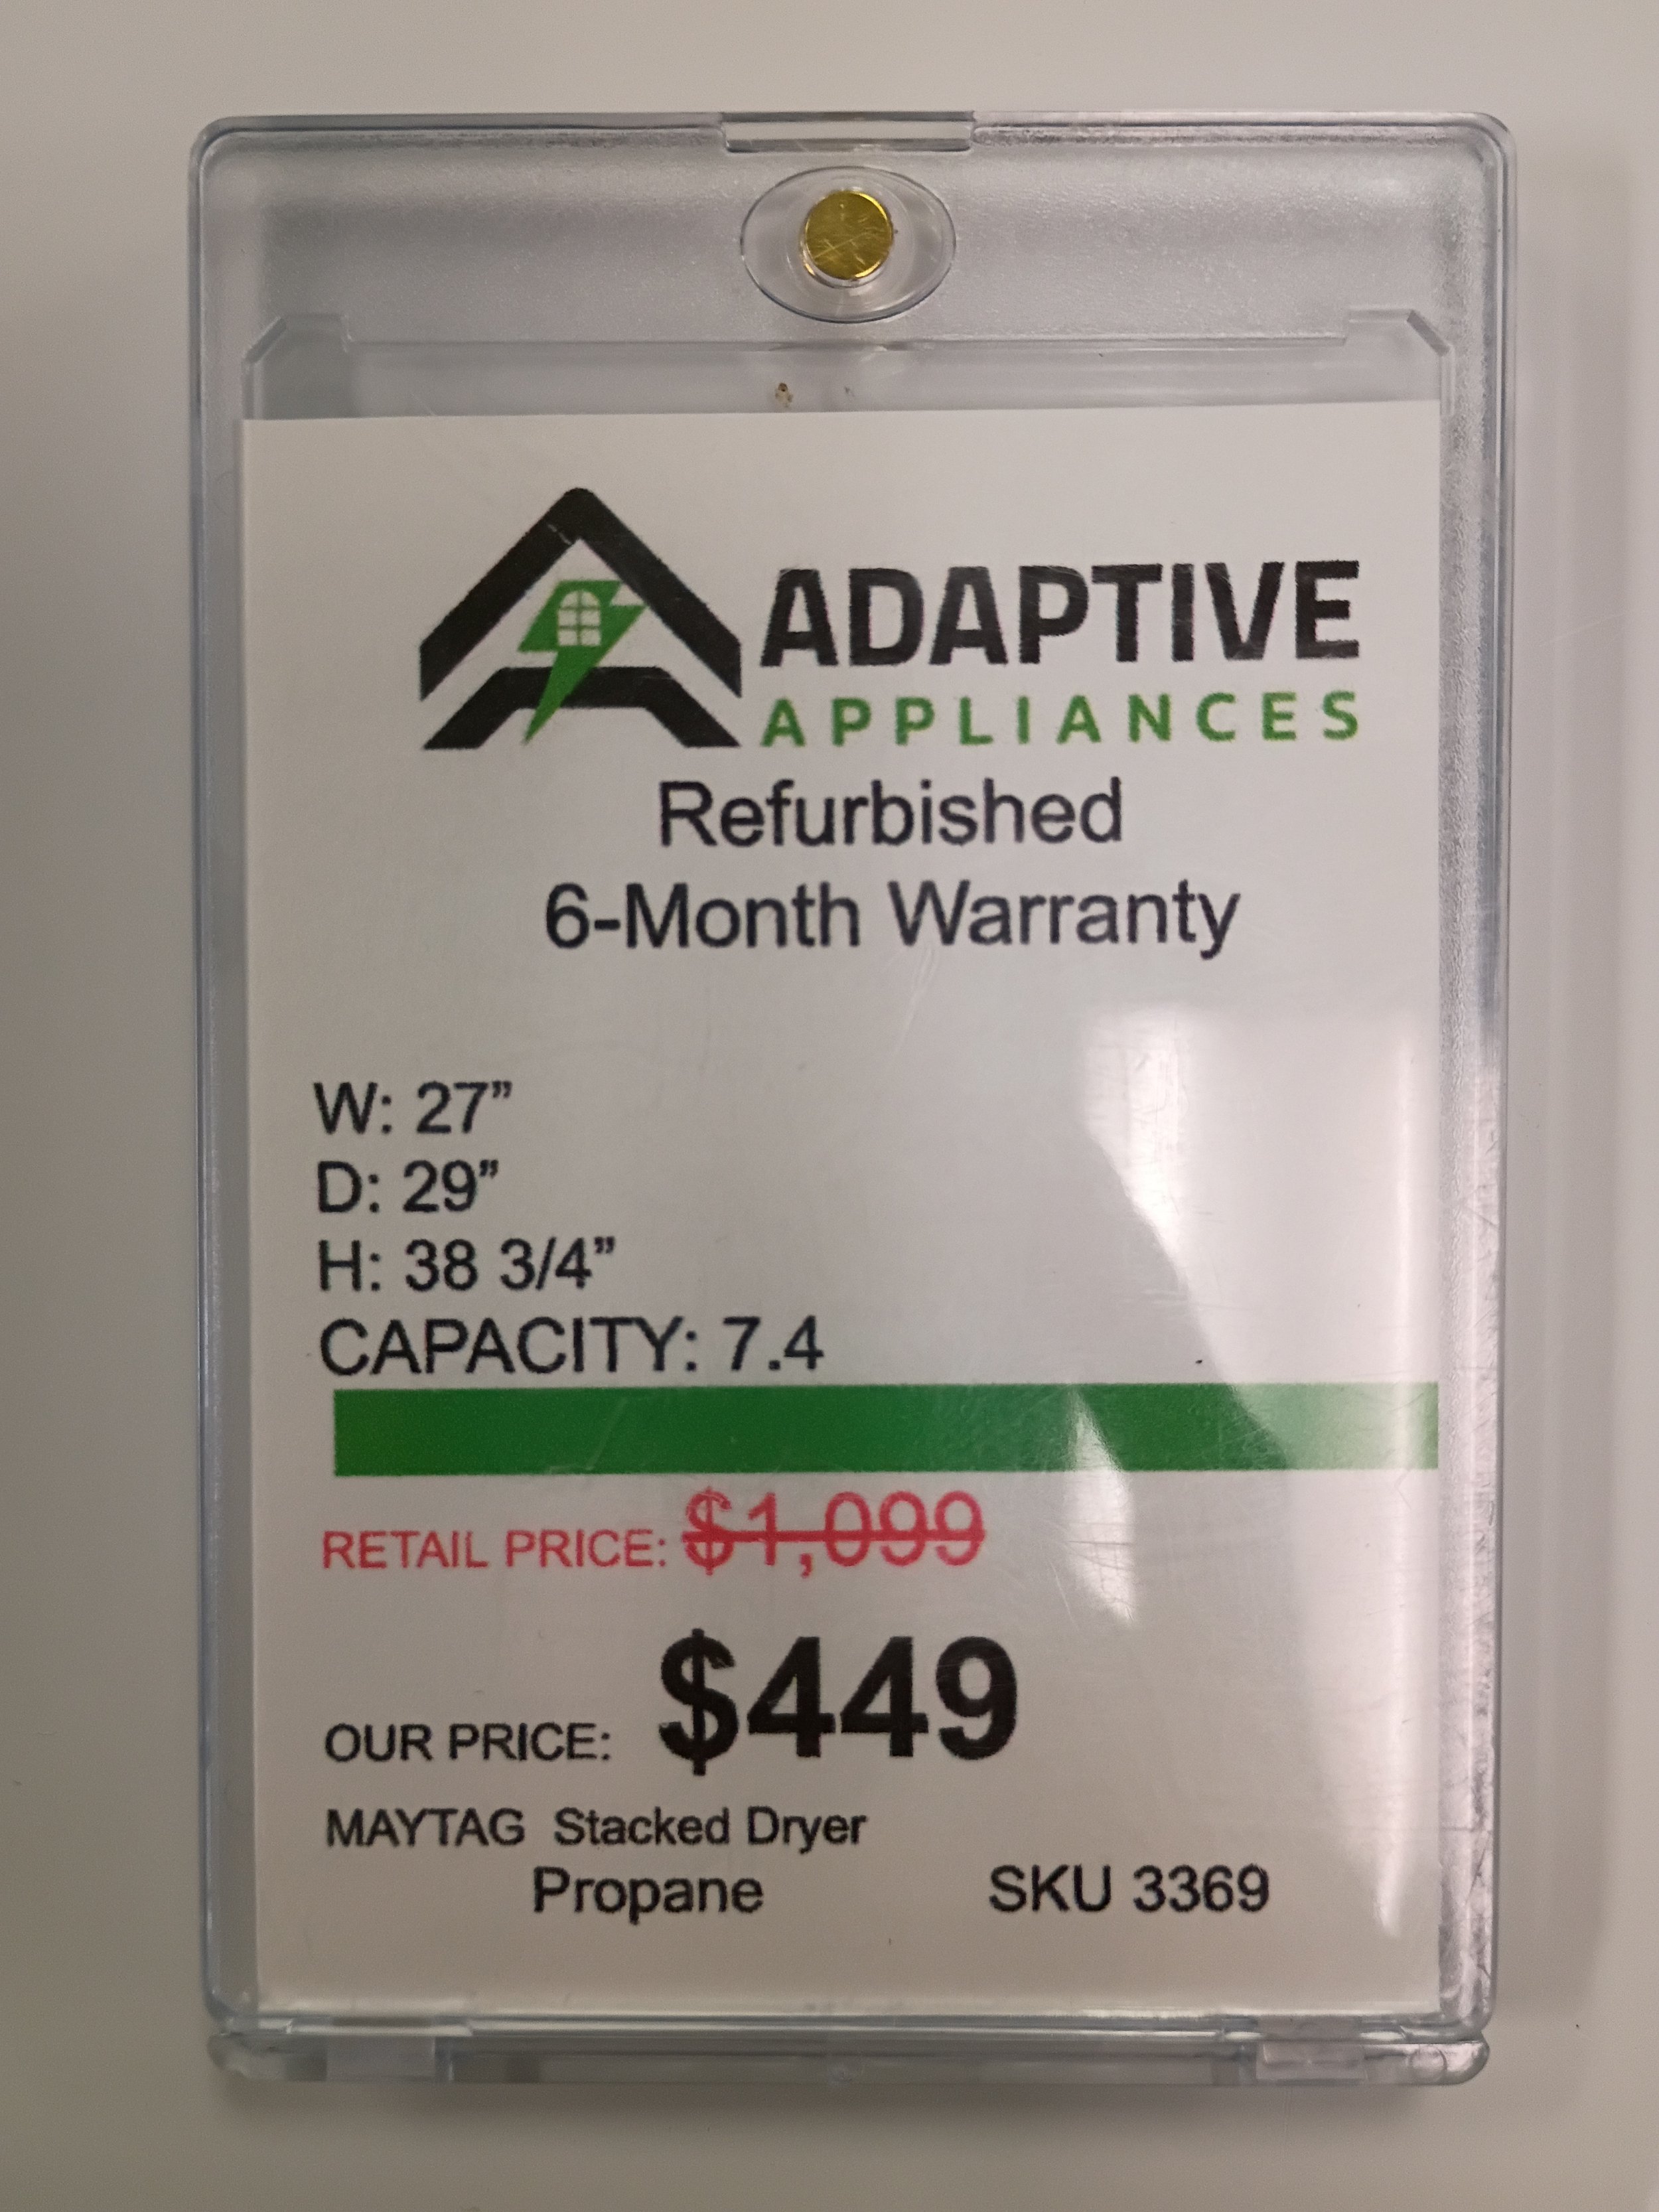 ADAPTIVE
APPLIANCES
Refurbished
6-Month Warranty
W: 27”
D: 29”
H: 38 3/4”
CAPACITY: 7.4
RETAIL PRICE: $1,099
OUR PRICE: $449
MAYTAG Stacked Dryer
Propane SKU 3369